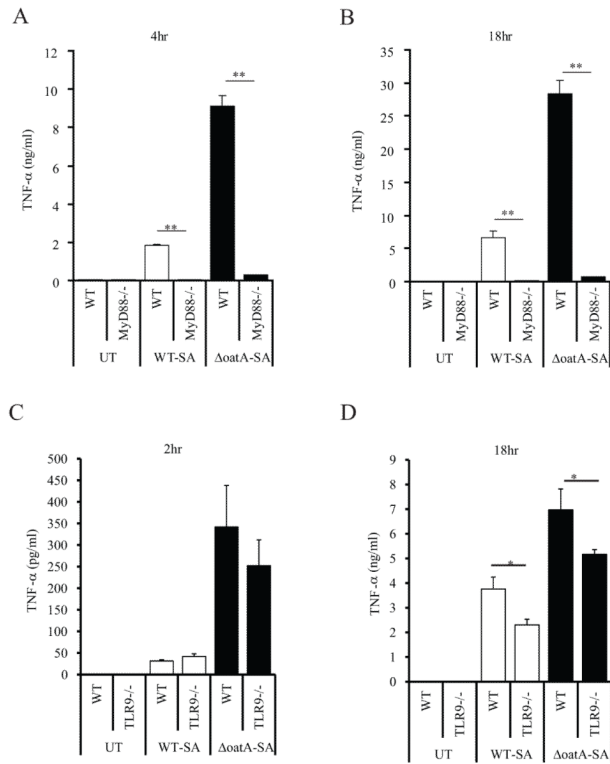 A
4hr
TNF-α (ng/ml)
12
10
8
6
4
2
0
**
**
WT
MyD88-/-
WT
MyD88-/-
WT
MyD88-/-
UT
WT-SA
ΔoatA-SA
B
18hr
TNF-α (ng/ml)
35
30
25
20
15
10
5
0
**
**
WT
MyD88-/-
WT
MyD88-/-
WT
MyD88-/-
UT
WT-SA
ΔoatA-SA
C
2hr
TNF-α (pg/ml)
500
450
400
350
300
250
200
150
100
50
0
WT
TLR9-/-
WT
TLR9-/-
WT
TLR9-/-
UT
WT-SA
ΔoatA-SA
D
18hr
TNF-α (ng/ml)
9
8
7
6
5
4
3
2
1
0
*
*
WT
TLR9-/-
WT
TLR9-/-
WT
TLR9-/-
UT
WT-SA
ΔoatA-SA